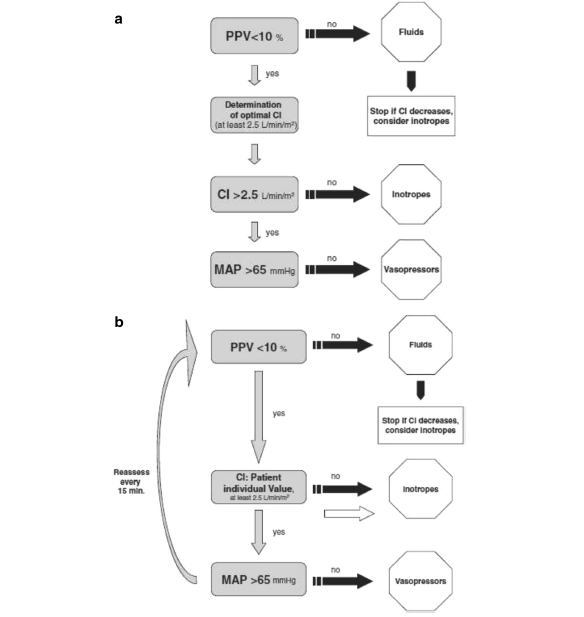 a
PPV<10 %
no
Fluids
yes
Determination
of optimal CI
(at least 2.5 L/min/m²)
Stop if CI decreases,
consider inotropes
CI >2.5 L/min/m²
no
Inotropes
yes
MAP >65 mmHg
no
Vasopressors
b
PPV <10 %
no
Fluids
yes
Stop if CI decreases,
consider inotropes
Reassess
every
15 min.
CI: Patient
individual Value,
at least 2.5 L/min/m²
no
Inotropes
yes
MAP >65 mmHg
no
Vasopressors